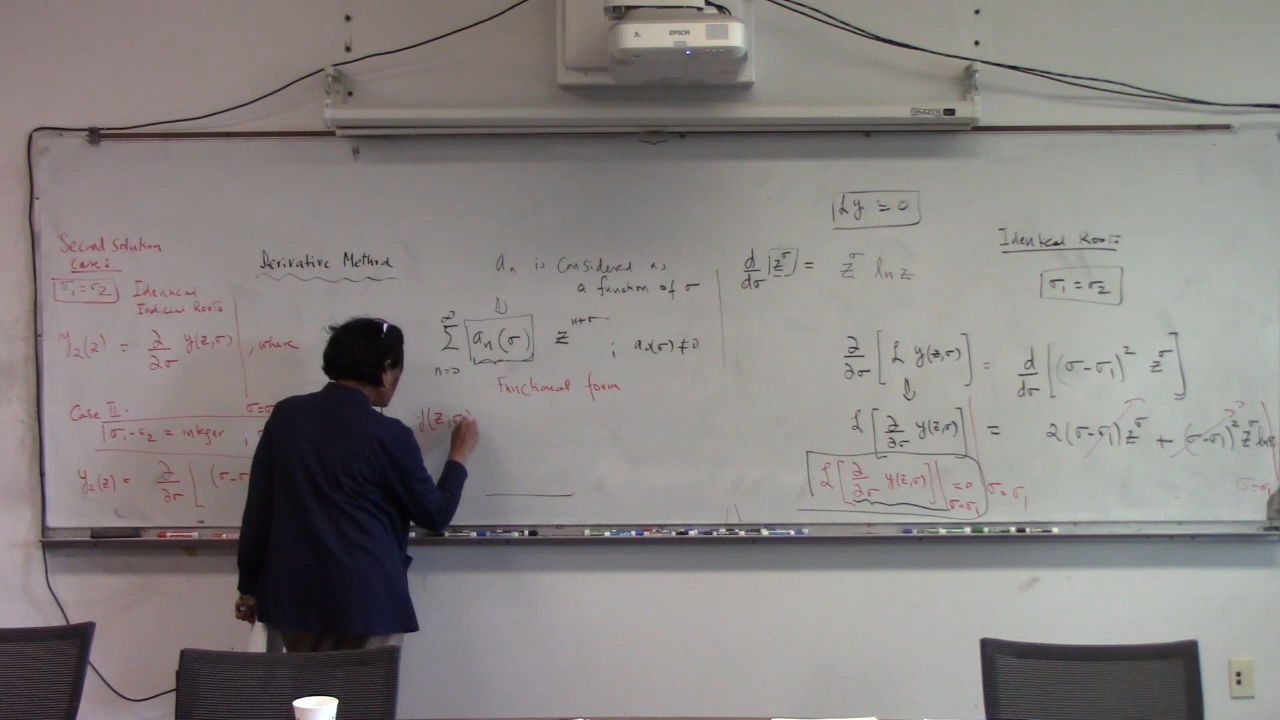 EPSON
Ly = 0
Second Solution
Case:
σ₁ = σ₂ Identical
Indicial Roots
y₂(z) = ∂/∂σ y(z,σ) , where
Case II.
σ₁-σ₂ = integer ;
y₂(z) = ∂/∂σ [ (σ-σ
Derivative Method
aₙ is considered as
a function of σ
∑ n=0 ∞ aₙ(σ) z^(n+σ) ; a₀(σ) ≠ 0
Functional form
y(z,σ)
d/dσ [z^σ] = z^σ ln z
Identical Roots
σ₁ = σ₂
∂/∂σ [L y(z,σ)] = d/dσ [(σ-σ₁)² z^σ]
L [∂/∂σ y(z,σ)] = 2(σ-σ₁) z^σ + (σ-σ₁)² z^σ ln
L [∂/∂σ y(z,σ)] σ=σ₁ = 0 σ=σ₁
σ=σ₁